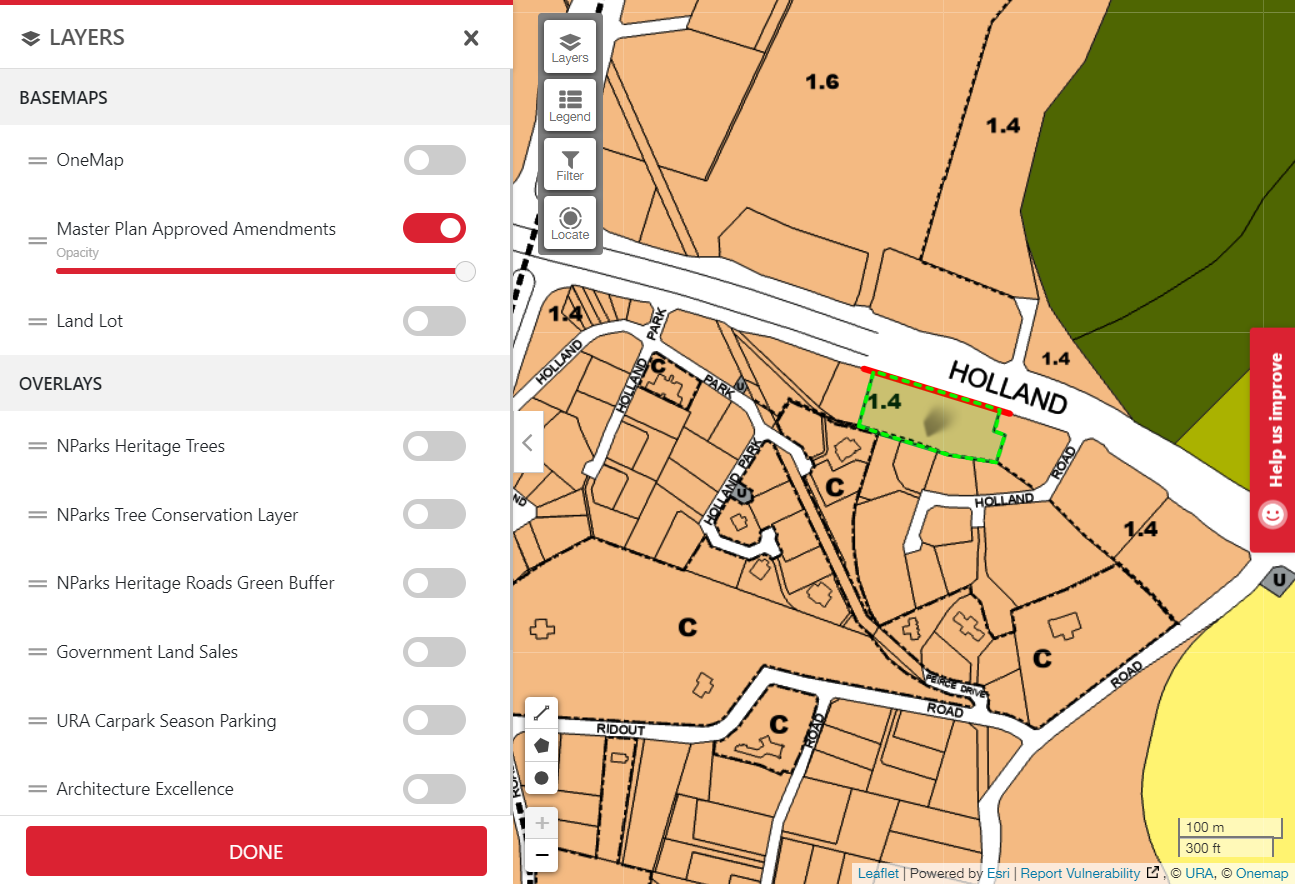 LAYERS
BASEMAPS
OneMap
Master Plan Approved Amendments
Opacity
Land Lot
OVERLAYS
NParks Heritage Trees
NParks Tree Conservation Layer
NParks Heritage Roads Green Buffer
Government Land Sales
URA Carpark Season Parking
Architecture Excellence
DONE
Layers
Legend
Filter
Locate
1.6
1.4
1.4
1.4
HOLLAND
1.4
HOLLAND
PARK
HOLLAND
C
PARK
U
HOLLAND PARK
U
C
ROAD
HOLLAND
1.4
ND
U
C
C
PEIRCE DRIVE
ROAD
ROAD
RIDOUT
C
ROAD
ROAD
Help us improve
100 m
300 ft
Leaflet | Powered by Esri | Report Vulnerability , © URA, © Onemap